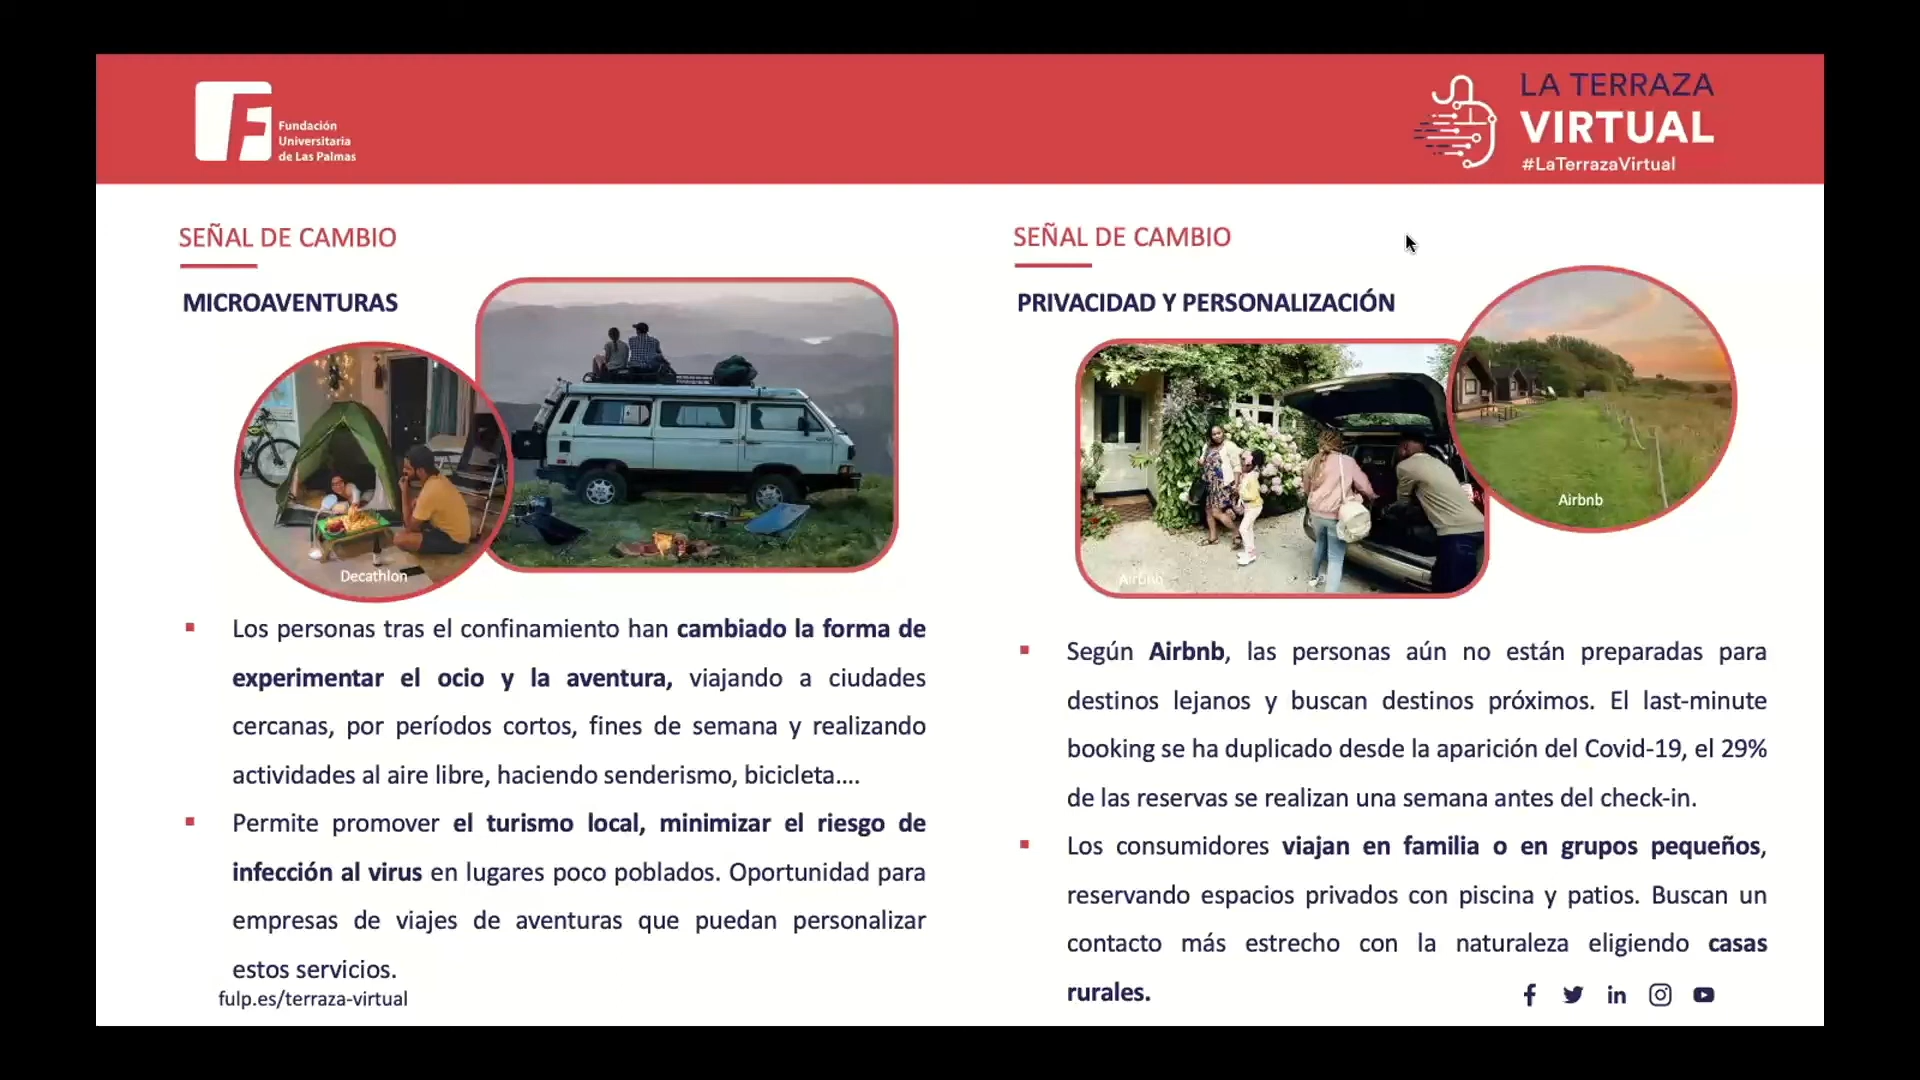 Fundación
Universitaria
de Las Palmas
LA TERRAZA
VIRTUAL
#LaTerrazaVirtual
SEÑAL DE CAMBIO
MICROAVENTURAS
Decathlon
Los personas tras el confinamiento han cambiado la forma de
experimentar el ocio y la aventura, viajando a ciudades
cercanas, por períodos cortos, fines de semana y realizando
actividades al aire libre, haciendo senderismo, bicicleta....
Permite promover el turismo local, minimizar el riesgo de
infección al virus en lugares poco poblados. Oportunidad para
empresas de viajes de aventuras que puedan personalizar
estos servicios.
fulp.es/terraza-virtual
SEÑAL DE CAMBIO
PRIVACIDAD Y PERSONALIZACIÓN
Airbnb
Airbnb
Según Airbnb, las personas aún no están preparadas para
destinos lejanos y buscan destinos próximos. El last-minute
booking se ha duplicado desde la aparición del Covid-19, el 29%
de las reservas se realizan una semana antes del check-in.
Los consumidores viajan en familia o en grupos pequeños,
reservando espacios privados con piscina y patios. Buscan un
contacto más estrecho con la naturaleza eligiendo casas
rurales.